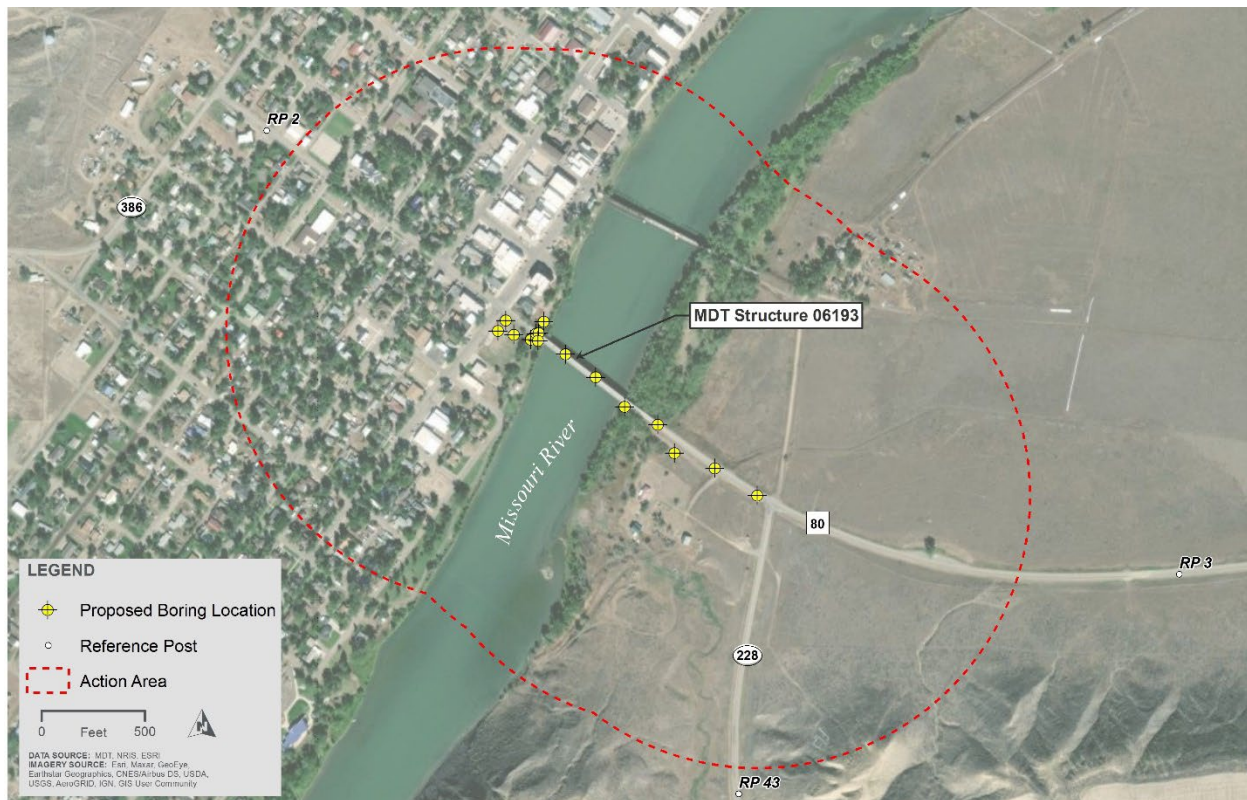 RP 2
386
MDT Structure 06193
Missouri River
80
RP 3
228
RP 43
LEGEND
Proposed Boring Location
Reference Post
Action Area
0 Feet 500
DATA SOURCE: MDT, NRIS, ESRI
IMAGERY SOURCE: Esri, Maxar, GeoEye,
Earthstar Geographics, CNES/Airbus DS, USDA,
USGS, AeroGRID, IGN, GIS User Community